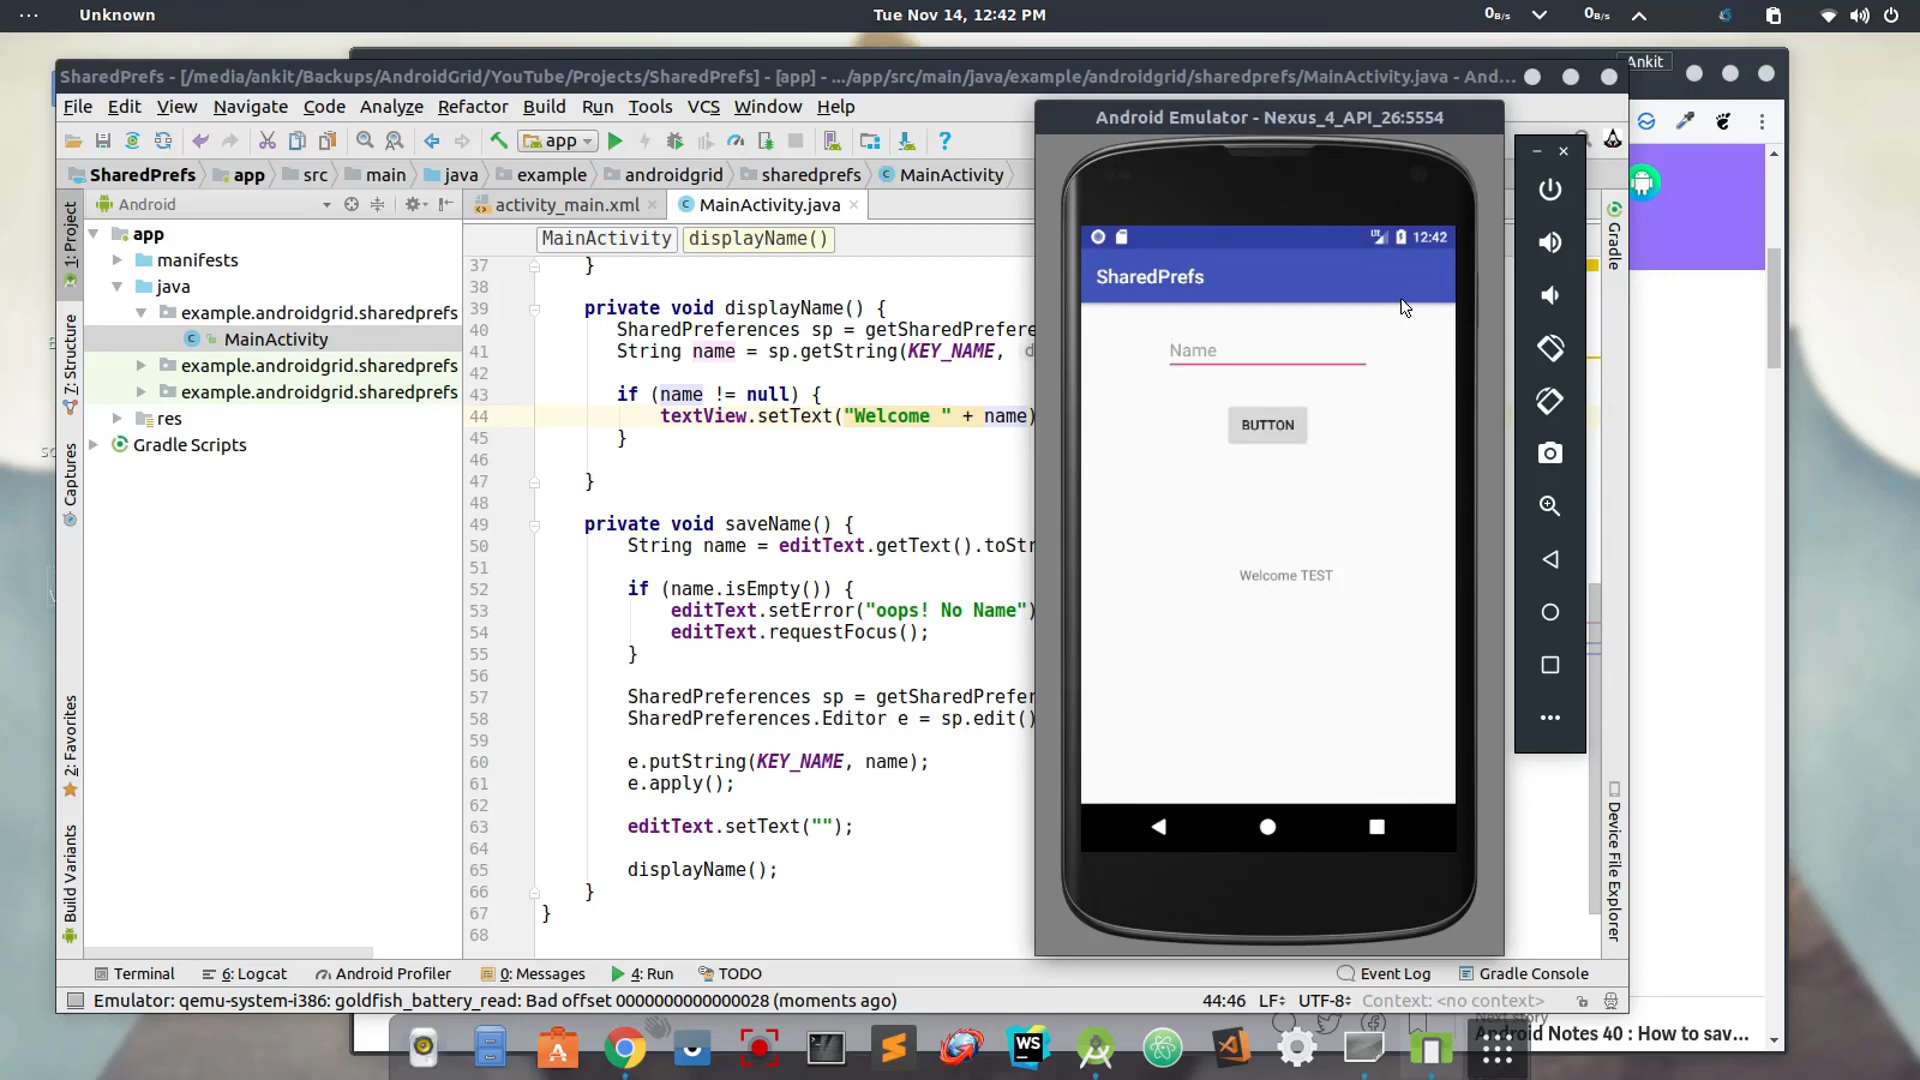 Unknown
Tue Nov 14, 12:42 PM
0B/s
0B/s
Ankit
SharedPrefs - [/media/ankit/Backups/AndroidGrid/YouTube/Projects/SharedPrefs] - [app] - .../app/src/main/java/example/androidgrid/sharedprefs/MainActivity.java - And...
File Edit View Navigate Code Analyze Refactor Build Run Tools VCS Window Help
app
SharedPrefs app src main java example androidgrid sharedprefs MainActivity
Android
activity_main.xml
MainActivity.java
MainActivity displayName()
1: Project
7: Structure
Captures
2: Favorites
Build Variants
app
manifests
java
example.androidgrid.sharedprefs
MainActivity
example.androidgrid.sharedprefs
example.androidgrid.sharedprefs
res
Gradle Scripts
37 }
38
39 private void displayName() {
40 SharedPreferences sp = getSharedPrefere
41 String name = sp.getString(KEY_NAME, d
42
43 if (name != null) {
44 textView.setText("Welcome " + name)
45 }
46
47 }
48
49 private void saveName() {
50 String name = editText.getText().toStr
51
52 if (name.isEmpty()) {
53 editText.setError("oops! No Name")
54 editText.requestFocus();
55 }
56
57 SharedPreferences sp = getSharedPrefer
58 SharedPreferences.Editor e = sp.edit()
59
60 e.putString(KEY_NAME, name);
61 e.apply();
62
63 editText.setText("");
64
65 displayName();
66 }
67 }
68
Android Emulator - Nexus_4_API_26:5554
LTE 12:42
SharedPrefs
Name
BUTTON
Welcome TEST
Gradle
Device File Explorer
Terminal 6: Logcat Android Profiler 0: Messages 4: Run TODO Event Log Gradle Console
Emulator: qemu-system-i386: goldfish_battery_read: Bad offset 0000000000000028 (moments ago)
44:46 LF÷ UTF-8÷ Context: <no context>
Next story
Android Notes 40 : How to sav...
WS